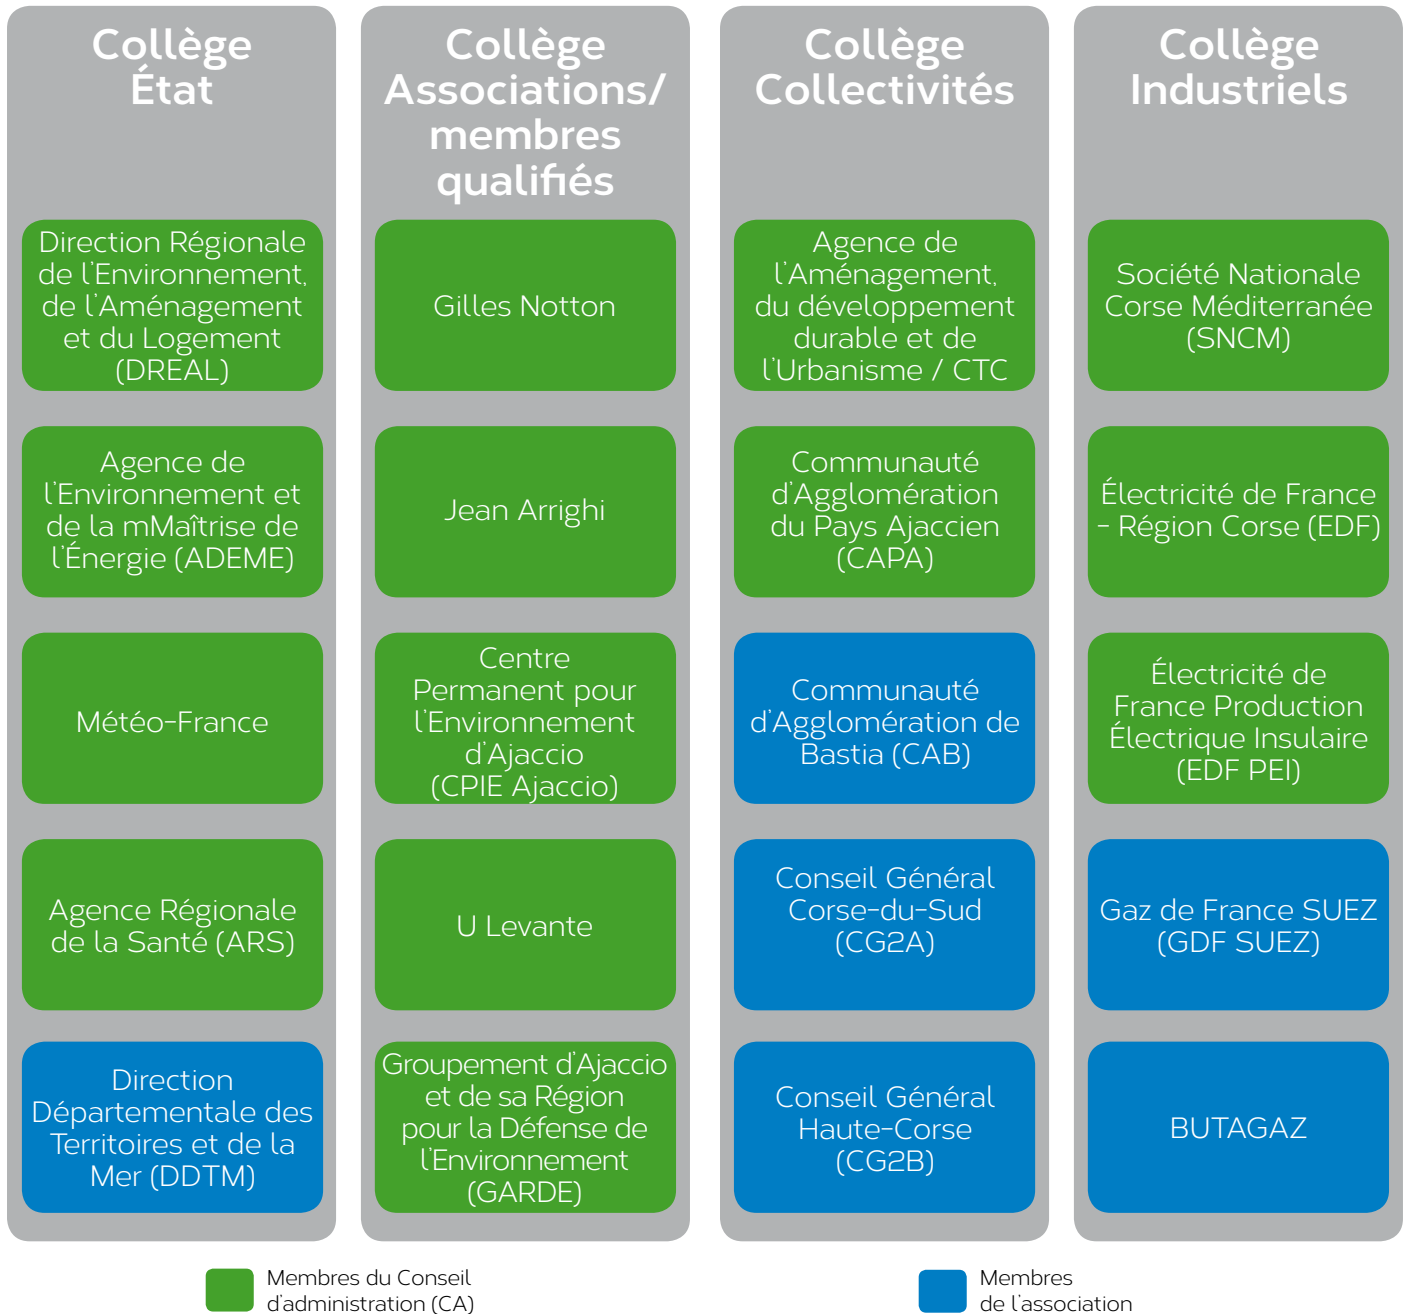 Collège
État
Direction Régionale
de l'Environnement,
de l'Aménagement
et du Logement
(DREAL)
Agence de
l'Environnement et
de la mMaîtrise de
l'Énergie (ADEME)
Météo-France
Agence Régionale
de la Santé (ARS)
Direction
Départementale des
Territoires et de la
Mer (DDTM)
Collège
Associations/
membres
qualifiés
Gilles Notton
Jean Arrighi
Centre
Permanent pour
l'Environnement
d'Ajaccio
(CPIE Ajaccio)
U Levante
Groupement d'Ajaccio
et de sa Région
pour la Défense de
l'Environnement
(GARDE)
Collège
Collectivités
Agence de
l'Aménagement,
du développement
durable et de
l'Urbanisme / CTC
Communauté
d'Agglomération
du Pays Ajaccien
(CAPA)
Communauté
d'Agglomération de
Bastia (CAB)
Conseil Général
Corse-du-Sud
(CG2A)
Conseil Général
Haute-Corse
(CG2B)
Collège
Industriels
Société Nationale
Corse Méditerranée
(SNCM)
Électricité de France
- Région Corse (EDF)
Électricité de
France Production
Électrique Insulaire
(EDF PEI)
Gaz de France SUEZ
(GDF SUEZ)
BUTAGAZ
Membres du Conseil
d'administration (CA)
Membres
de l'association